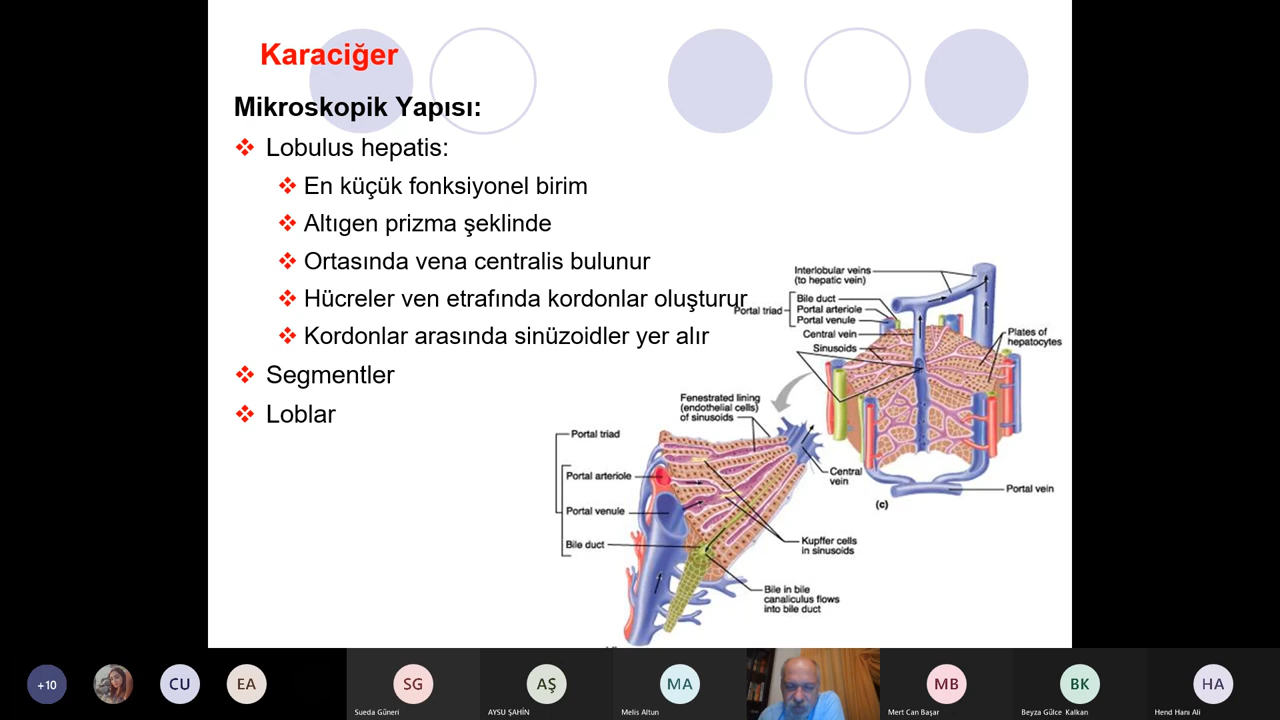 Karaciğer
Mikroskopik Yapısı:
Lobulus hepatis:
En küçük fonksiyonel birim
Altıgen prizma şeklinde
Ortasında vena centralis bulunur
Hücreler ven etrafında kordonlar oluşturur
Kordonlar arasında sinüzoidler yer alır
Segmentler
Loblar
Interlobular veins
(to hepatic vein)
Portal triad
Bile duct
Portal arteriole
Portal venule
Central vein
Sinusoids
Plates of
hepatocytes
Portal vein
(c)
Fenestrated lining
(endothelial cells)
of sinusoids
Portal triad
Portal arteriole
Portal venule
Bile duct
Central
vein
Kupffer cells
in sinusoids
Bile in bile
canaliculus flows
into bile duct
+10
CU
EA
SG
Sueda Güneri
AŞ
AYSU ŞAHİN
MA
Melis Altun
MB
Mert Can Başar
BK
Beyza Gülce Kalkan
HA
Hend Hanı Ali